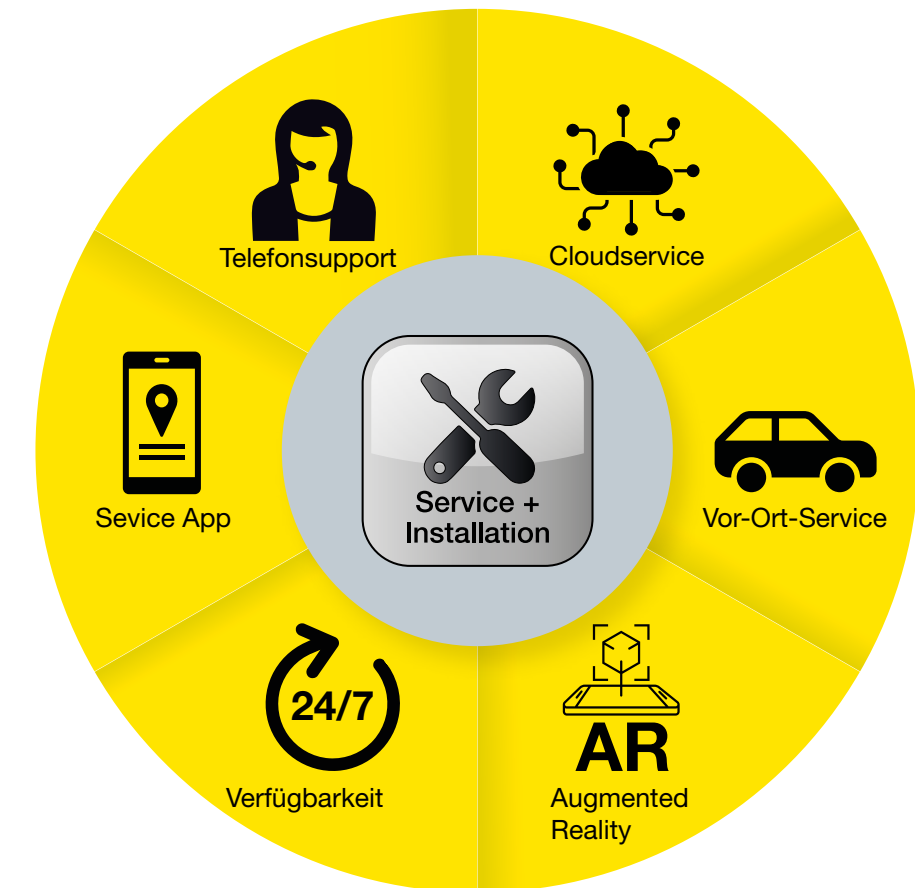 Telefonsupport
Cloudservice
Sevice App
Service +
Installation
Vor-Ort-Service
24/7
Verfügbarkeit
AR
Augmented
Reality